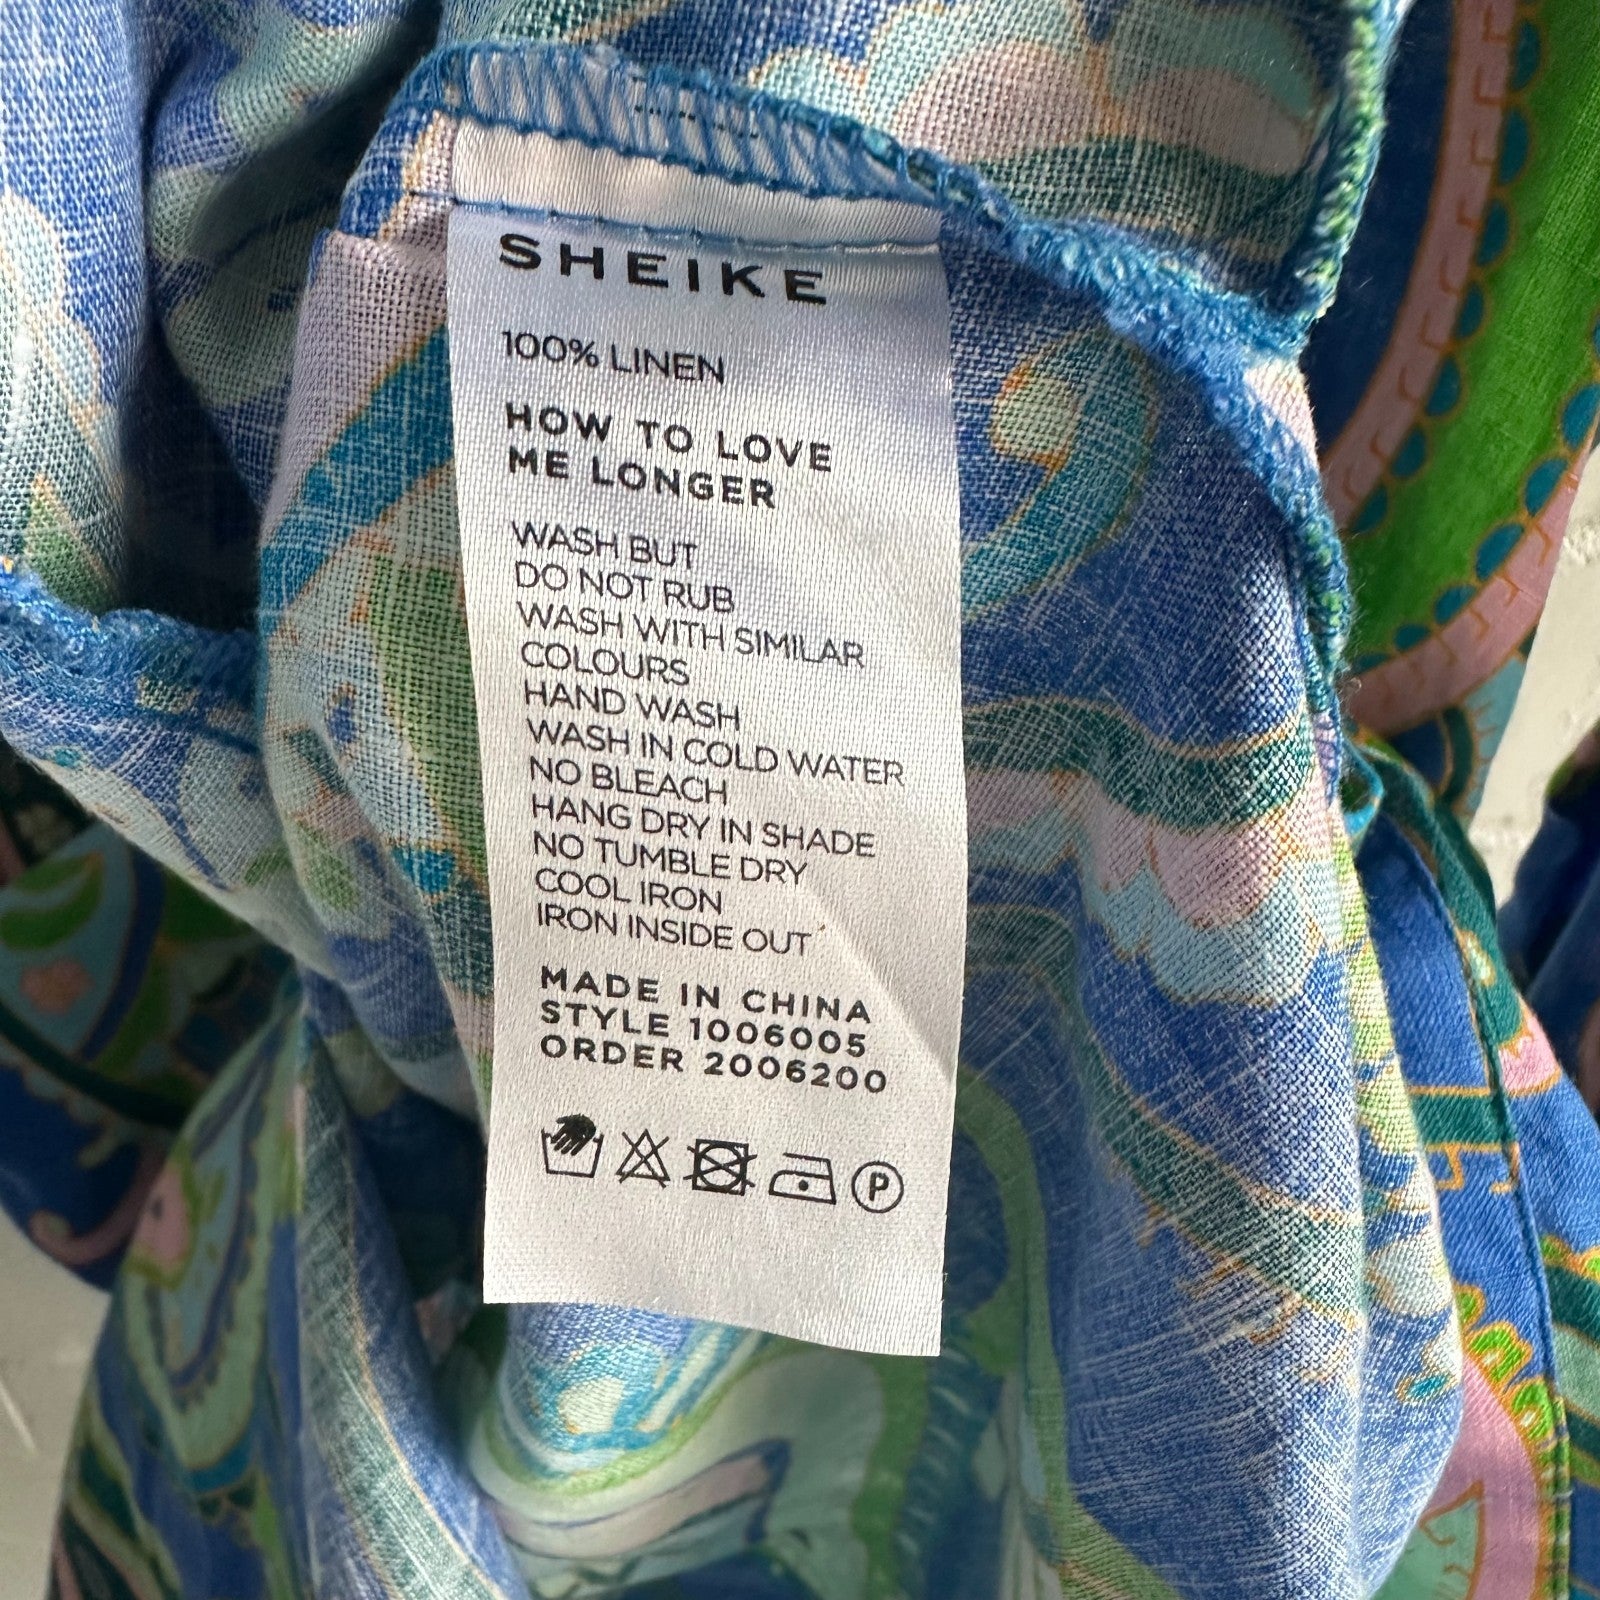 SHEIKE
100% LINEN
HOW TO LOVE
ME LONGER
WASH BUT
DO NOT RUB
WASH WITH SIMILAR
COLOURS
HAND WASH
WASH IN COLD WATER
NO BLEACH
HANG DRY IN SHADE
NO TUMBLE DRY
COOL IRON
IRON INSIDE OUT
MADE IN CHINA
STYLE 1006005
ORDER 2006200
P